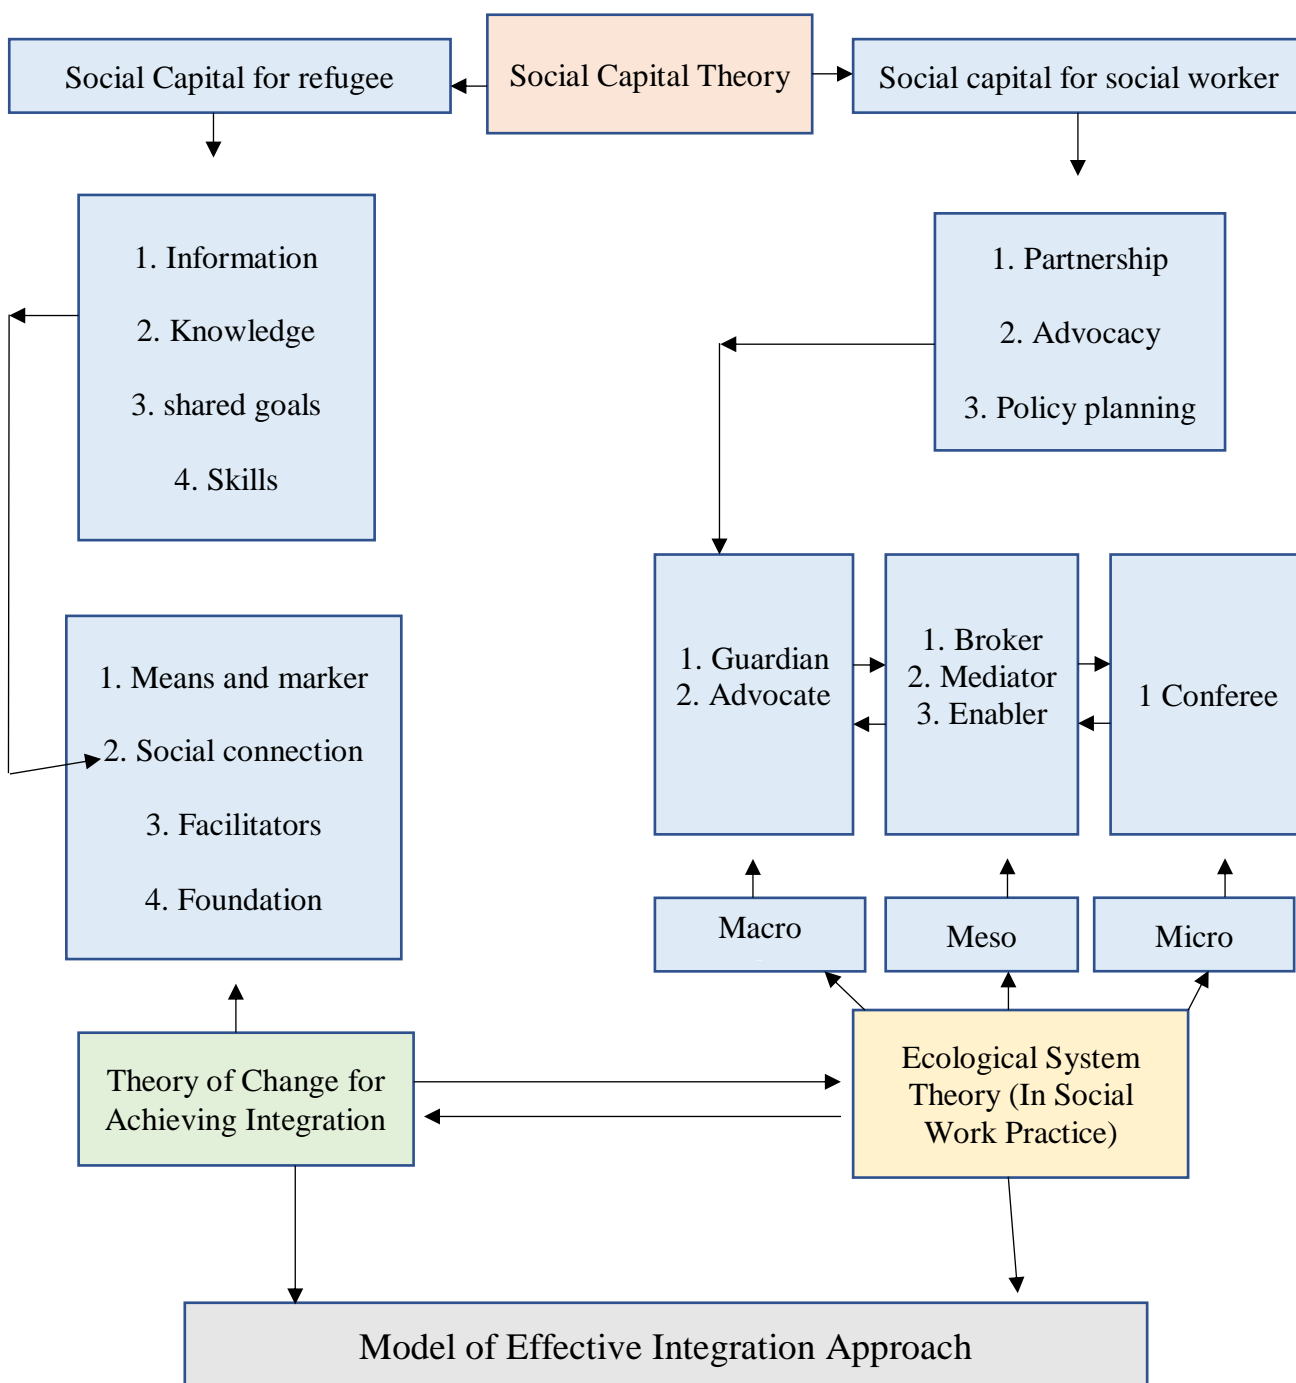 Social Capital for refugee
Social Capital Theory
Social capital for social worker
1. Information
2. Knowledge
3. shared goals
4. Skills
1. Partnership
2. Advocacy
3. Policy planning
1. Means and marker
2. Social connection
3. Facilitators
4. Foundation
1. Guardian
2. Advocate
1. Broker
2. Mediator
3. Enabler
1 Conferee
Macro
Meso
Micro
Theory of Change for
Achieving Integration
Ecological System
Theory (In Social
Work Practice)
Model of Effective Integration Approach